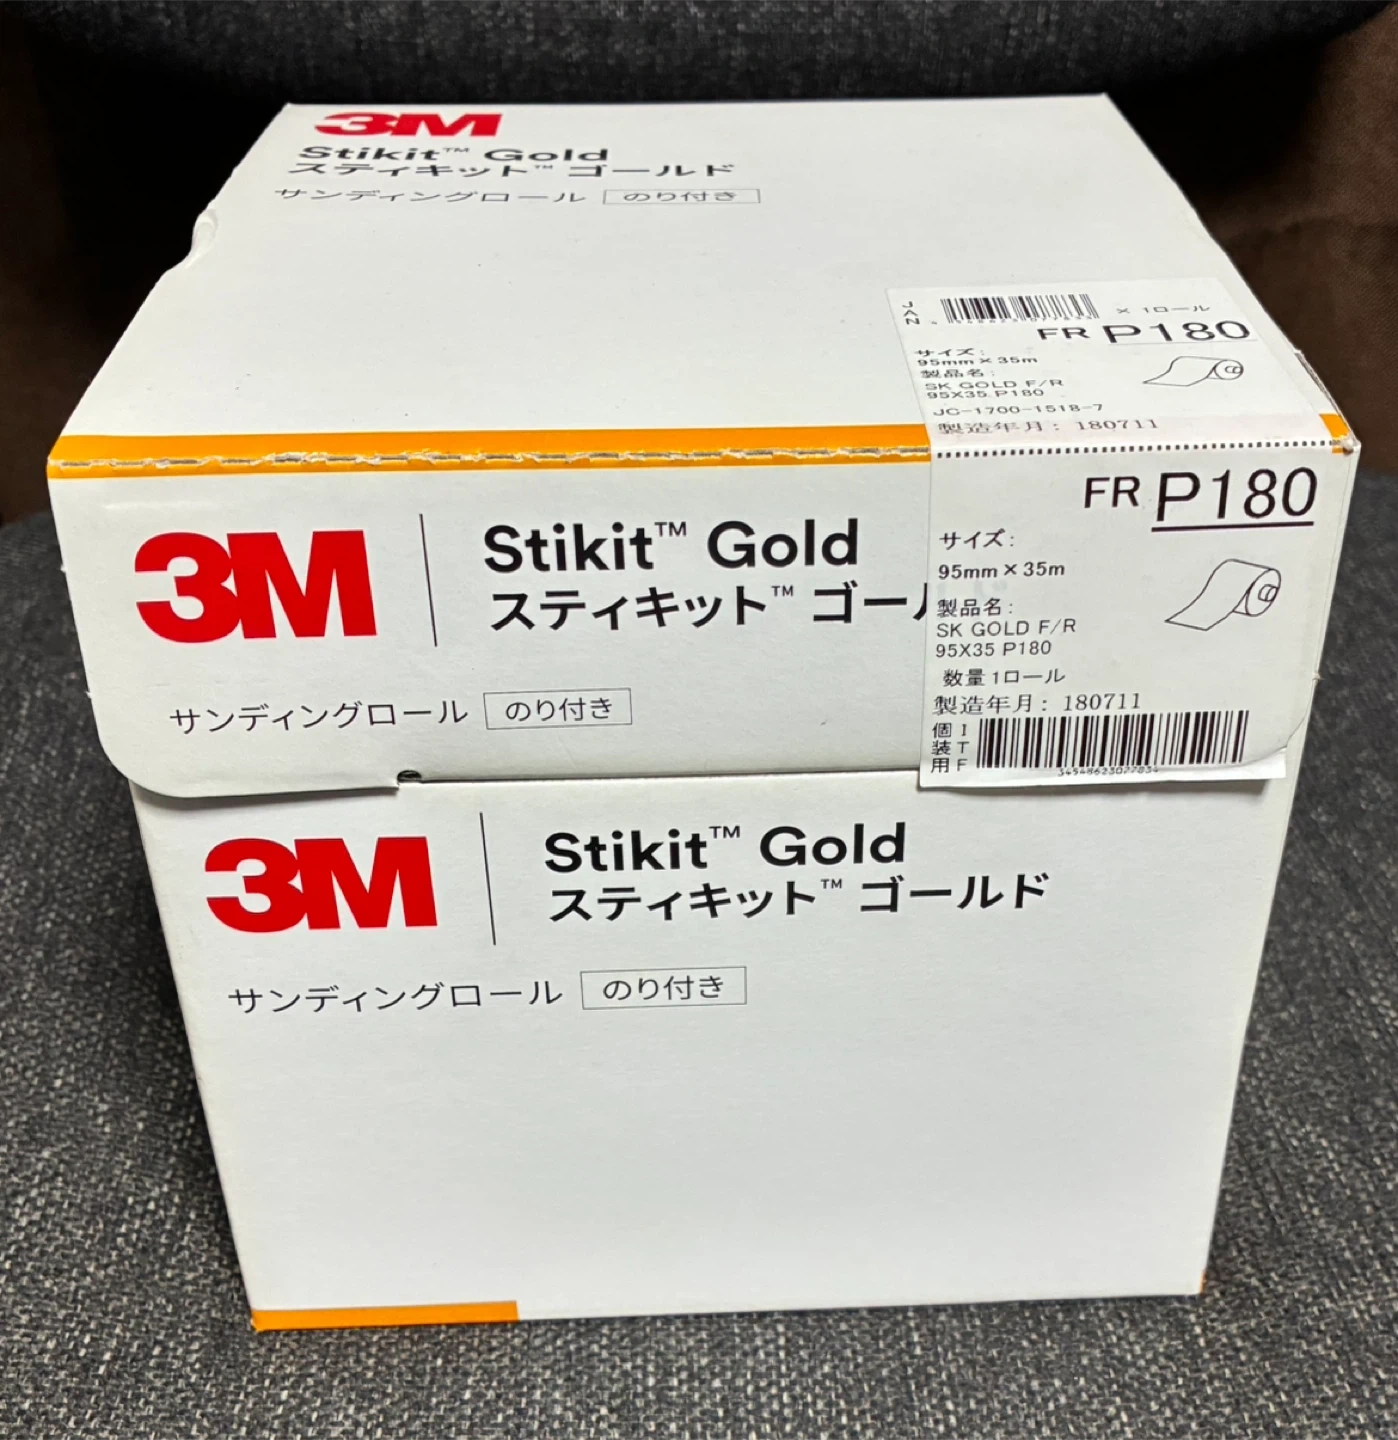 3M
Stikit™ Gold
スティキット™ ゴールド
サンディングロール のり付き
JAN
× 1ロール
FR P180
サイズ:
95mm×35m
製品名:
SK GOLD F/R
95X35 P180
JC-1700-1518-7
製造年月: 180711
FR P180
サイズ:
95mm×35m
製品名:
SK GOLD F/R
95X35 P180
数量1ロール
製造年月: 180711
個装用
ITF
3454862307783
3M
Stikit™ Gold
スティキット™ ゴー
サンディングロール のり付き
3M
Stikit™ Gold
スティキット™ ゴールド
サンディングロール のり付き